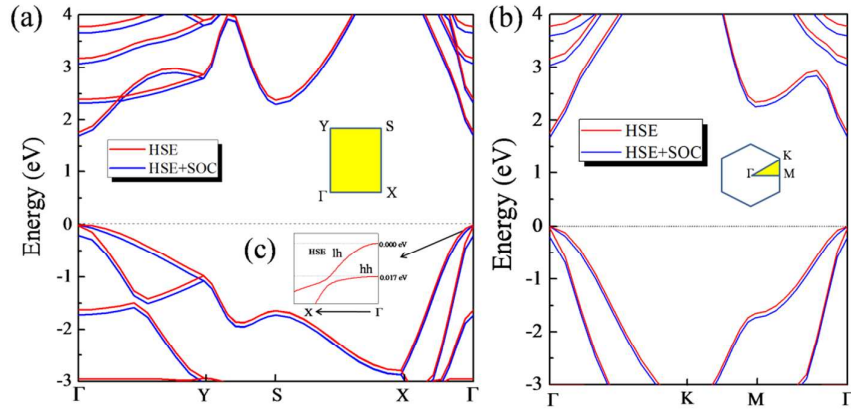 (a)
(b)
4
3
2
1
0
-1
-2
-3
Energy (eV)
HSE
HSE+SOC
Y
S
Γ
X
(c)
HSE
lh
hh
0.000 eV
0.017 eV
X
Γ
Γ
Y
S
X
Γ
4
3
2
1
0
-1
-2
-3
Energy (eV)
HSE
HSE+SOC
K
Γ
M
Γ
K
M
Γ